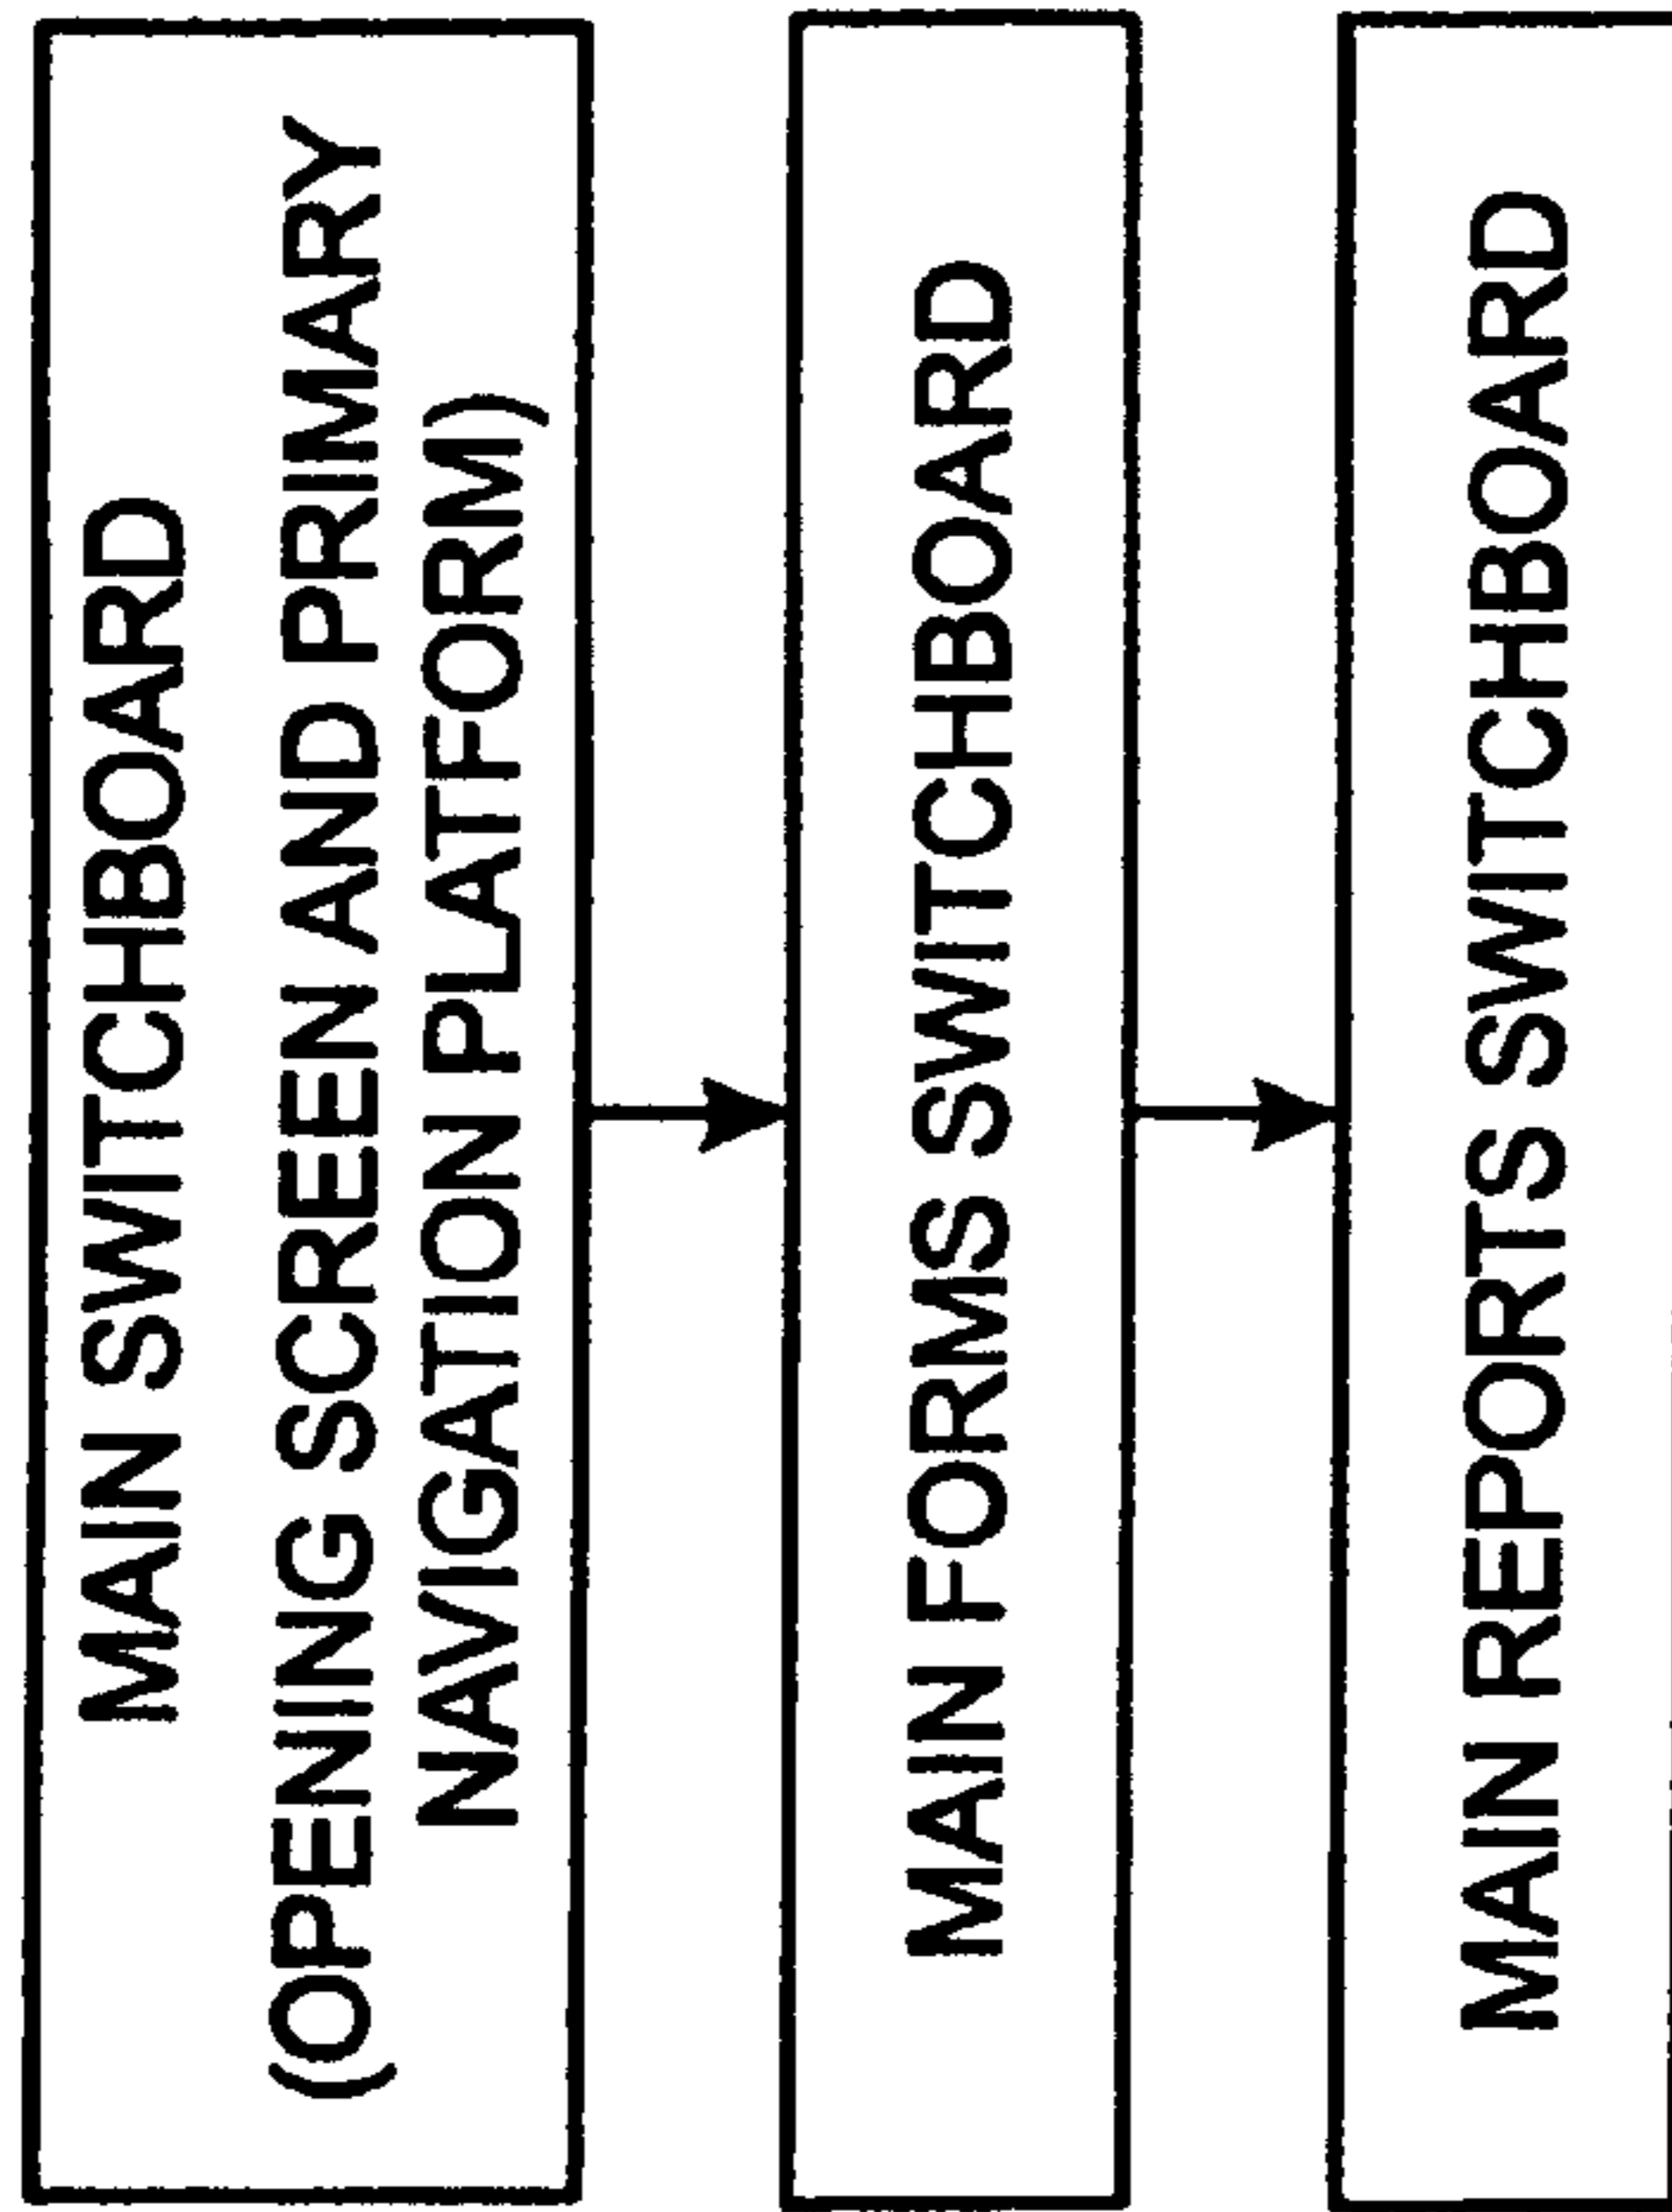 MAIN SWITCHBOARD
(OPENING SCREEN AND PRIMARY
NAVIGATION PLATFORM)
MAIN FORMS SWITCHBOARD
MAIN REPORTS SWITCHBOARD